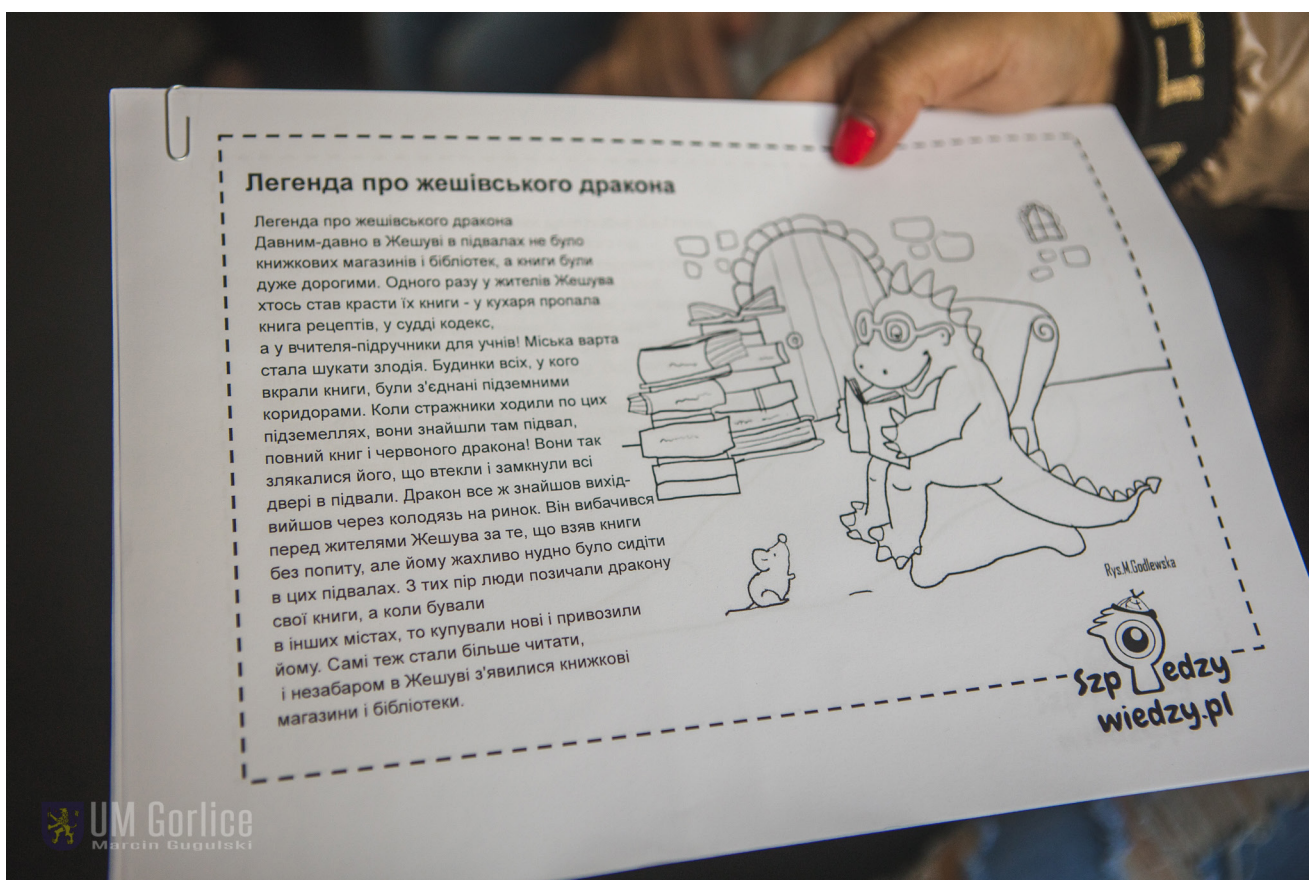 Легенда про жешівського дракона
Легенда про жешівського дракона
Давним-давно в Жешуві в підвалах не було
книжкових магазинів і бібліотек, а книги були
дуже дорогими. Одного разу у жителів Жешува
хтось став красти їх книги - у кухаря пропала
книга рецептів, у судді кодекс,
а у вчителя-підручники для учнів! Міська варта
стала шукати злодія. Будинки всіх, у кого
вкрали книги, були з'єднані підземними
коридорами. Коли стражники ходили по цих
підземеллях, вони знайшли там підвал,
повний книг і червоного дракона! Вони так
злякалися його, що втекли і замкнули всі
двері в підвали. Дракон все ж знайшов вихід-
вийшов через колодязь на ринок. Він вибачився
перед жителями Жешува за те, що взяв книги
без попиту, але йому жахливо нудно було сидіти
в цих підвалах. З тих пір люди позичали дракону
свої книги, а коли бували
в інших містах, то купували нові і привозили
йому. Самі теж стали більше читати,
і незабаром в Жешуві з'явилися книжкові
магазини і бібліотеки.
Rys.M.Godlewska
Szp edzy
wiedzy.pl
UM Gorlice
Marcin Gugulski